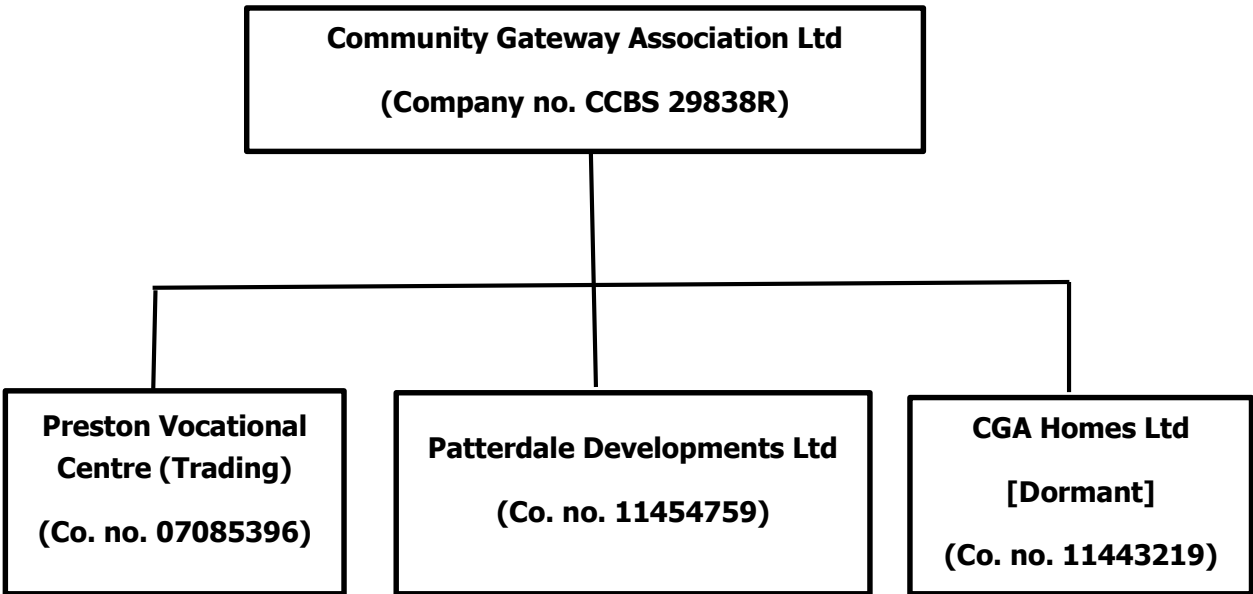 Community Gateway Association Ltd
(Company no. CCBS 29838R)
Preston Vocational
Centre (Trading)
(Co. no. 07085396)
Patterdale Developments Ltd
(Co. no. 11454759)
CGA Homes Ltd
[Dormant]
(Co. no. 11443219)